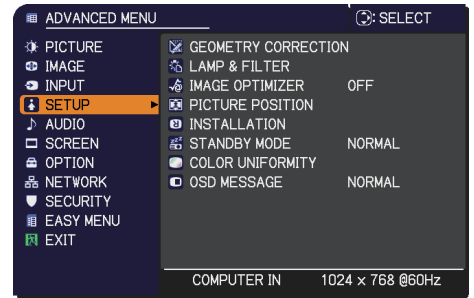 ADVANCED MENU : SELECT
PICTURE
IMAGE
INPUT
SETUP
AUDIO
SCREEN
OPTION
NETWORK
SECURITY
EASY MENU
EXIT
GEOMETRY CORRECTION
LAMP & FILTER
IMAGE OPTIMIZER OFF
PICTURE POSITION
INSTALLATION
STANDBY MODE NORMAL
COLOR UNIFORMITY
OSD MESSAGE NORMAL
COMPUTER IN 1024 × 768 @60Hz